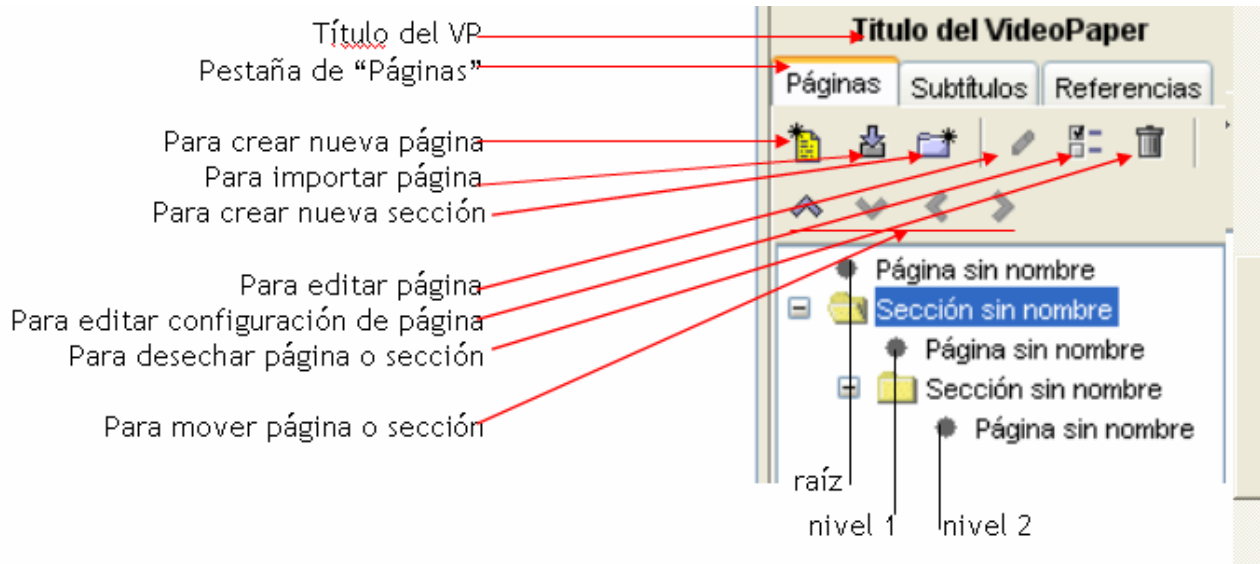 Título del VP
Titulo del VideoPaper
Pestaña de “Páginas”
Páginas Subtítulos Referencias
Para crear nueva página
Para importar página
Para crear nueva sección
Para editar página
Para editar configuración de página
Para desechar página o sección
Para mover página o sección
Página sin nombre
Sección sin nombre
Página sin nombre
Sección sin nombre
Página sin nombre
raíz
nivel 1 nivel 2